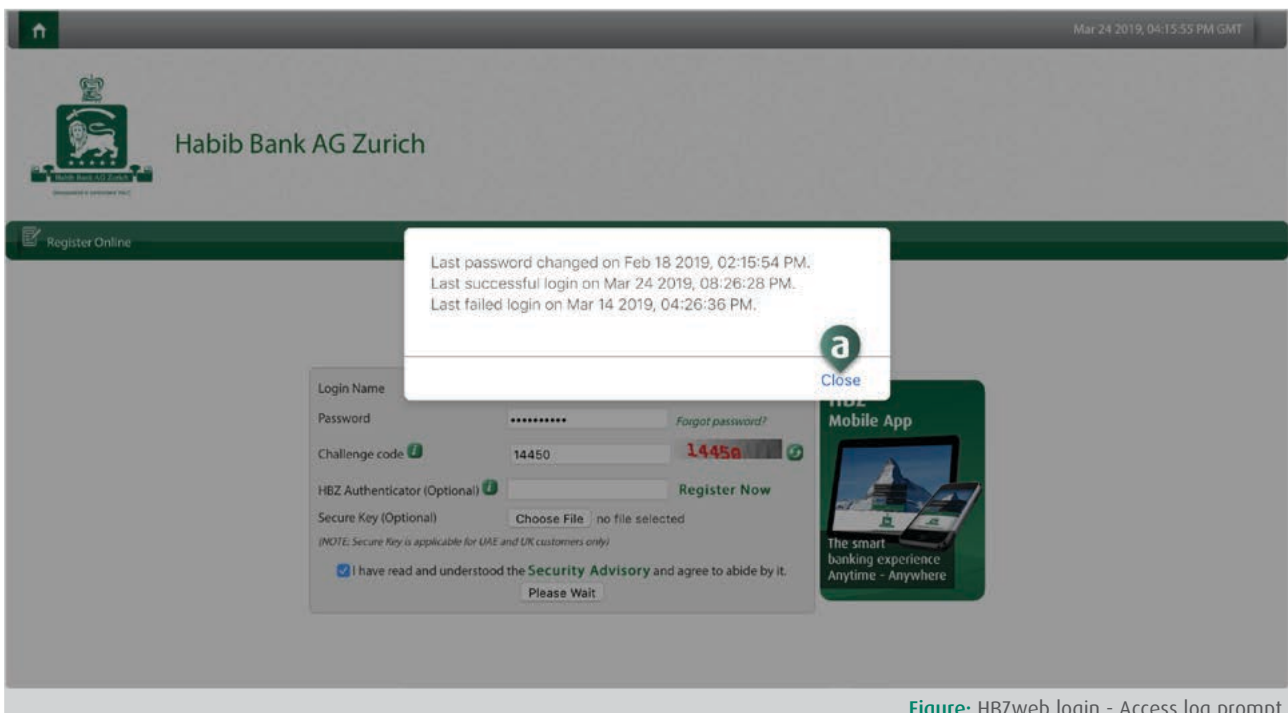 Mar 24 2019, 04:15:55 PM GMT
Habib Bank AG Zurich
Habib Bank AG Zurich
Register Online
Last password changed on Feb 18 2019, 02:15:54 PM.
Last successful login on Mar 24 2019, 08:26:28 PM.
Last failed login on Mar 14 2019, 04:26:36 PM.
a
Close
Login Name
Password •••••••••• Forgot password?
Challenge code i 14450 14450
HBZ Authenticator (Optional) i Register Now
Secure Key (Optional) Choose File no file selected
(NOTE: Secure Key is applicable for UAE and UK customers only)
I have read and understood the Security Advisory and agree to abide by it.
Please Wait
HBZ
Mobile App
The smart
banking experience
Anytime - Anywhere
Figure: HBZweb login - Access log prompt